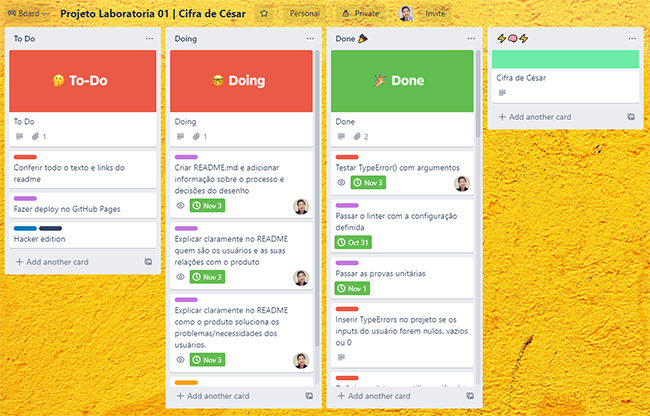 Board
Projeto Laboratoria 01 | Cifra de César
Personal
Private
Invite
To Do
To-Do
To Do
1
Conferir todo o texto e links do
readme
Fazer deploy no GitHub Pages
Hacker edition
+ Add another card
Doing
Doing
Doing
1
Criar README.md e adicionar
informação sobre o processo e
decisões do desenho
Nov 3
Explicar claramente no README
quem são os usuários e as suas
relações com o produto
Nov 3
Explicar claramente no README
como o produto soluciona os
problemas/necessidades dos
usuários.
Nov 3
+ Add another card
Done 🎉
Done
Done
2
Testar TypeError() com argumentos
Nov 3
Passar o linter com a configuração
definida
Oct 31
Passar as provas unitárias
Nov 1
Inserir TypeErrors no projeto se os
inputs do usuário forem nulos, vazios
ou 0
+ Add another card
⚡🧠⚡
Cifra de César
+ Add another card